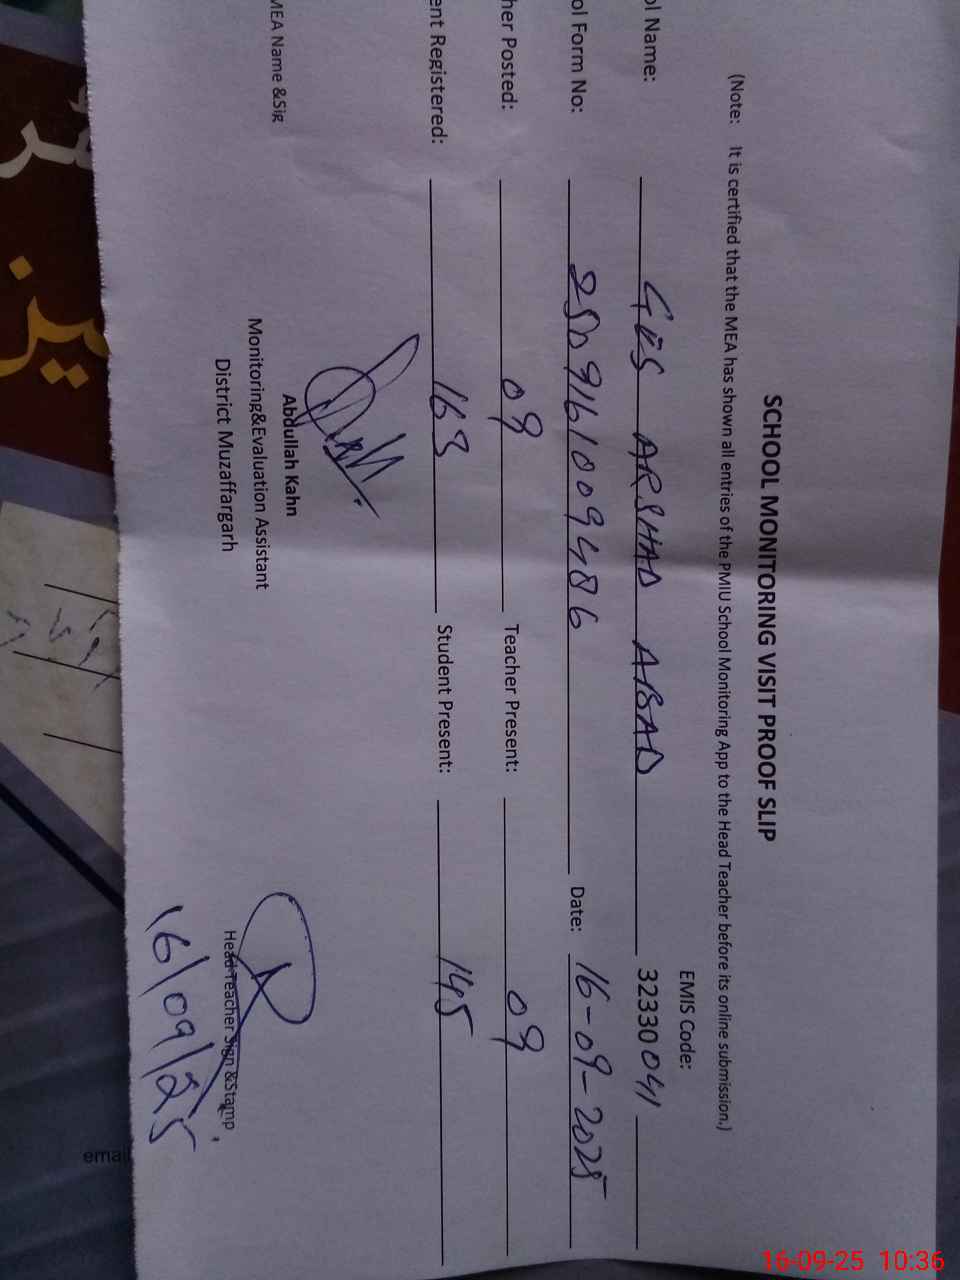 SCHOOL MONITORING VISIT PROOF SLIP
(Note: It is certified that the MEA has shown all entries of the PMIU School Monitoring App to the Head Teacher before its online submission.)
EMIS Code:
ol Name: GES ARSHAD ABAD 32330041
ol Form No: 2509161009486 Date: 16-09-2025
her Posted: 09 Teacher Present: 09
ent Registered: 168 Student Present: 145
Abdullah Kahn
MEA Name &Sig Monitoring&Evaluation Assistant
District Muzaffargarh
Head Teacher Sign &Stamp
16/09/25
ema
16-09-25 10:36